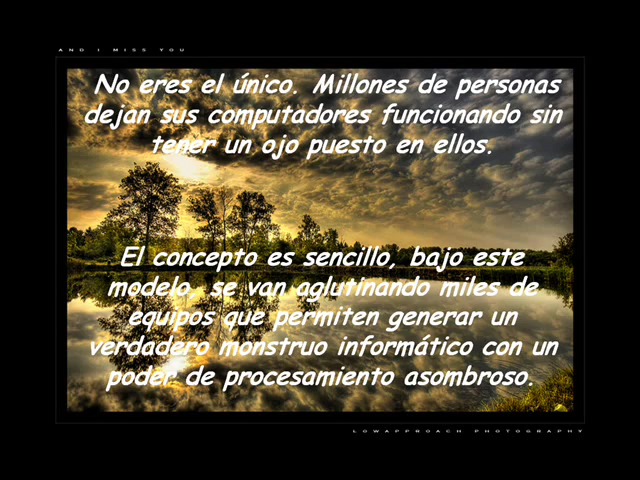 AND I MISS YOU
No eres el único. Millones de personas
dejan sus computadores funcionando sin
tener un ojo puesto en ellos.
El concepto es sencillo, bajo este
modelo, se van aglutinando miles de
equipos que permiten generar un
verdadero monstruo informático con un
poder de procesamiento asombroso.
LOWAPPROACH PHOTOGRAPHY